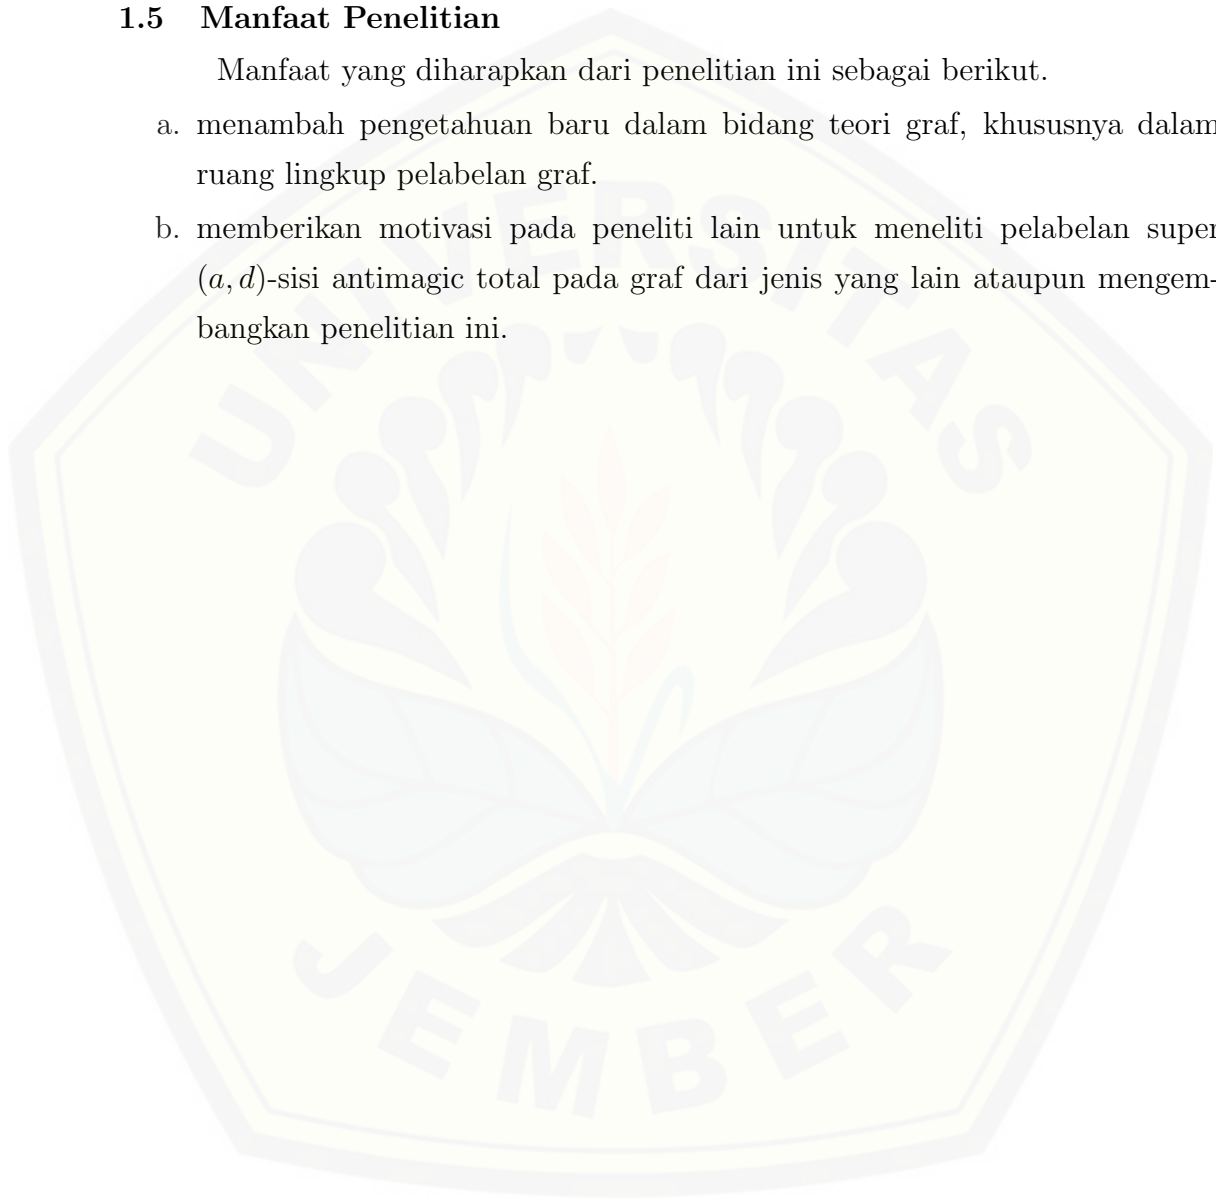 1.5 Manfaat Penelitian
Manfaat yang diharapkan dari penelitian ini sebagai berikut.
a. menambah pengetahuan baru dalam bidang teori graf, khususnya dalam
ruang lingkup pelabelan graf.
b. memberikan motivasi pada peneliti lain untuk meneliti pelabelan super
(a, d)-sisi antimagic total pada graf dari jenis yang lain ataupun mengem-
bangkan penelitian ini.
UNIVERSITAS
JEMBER